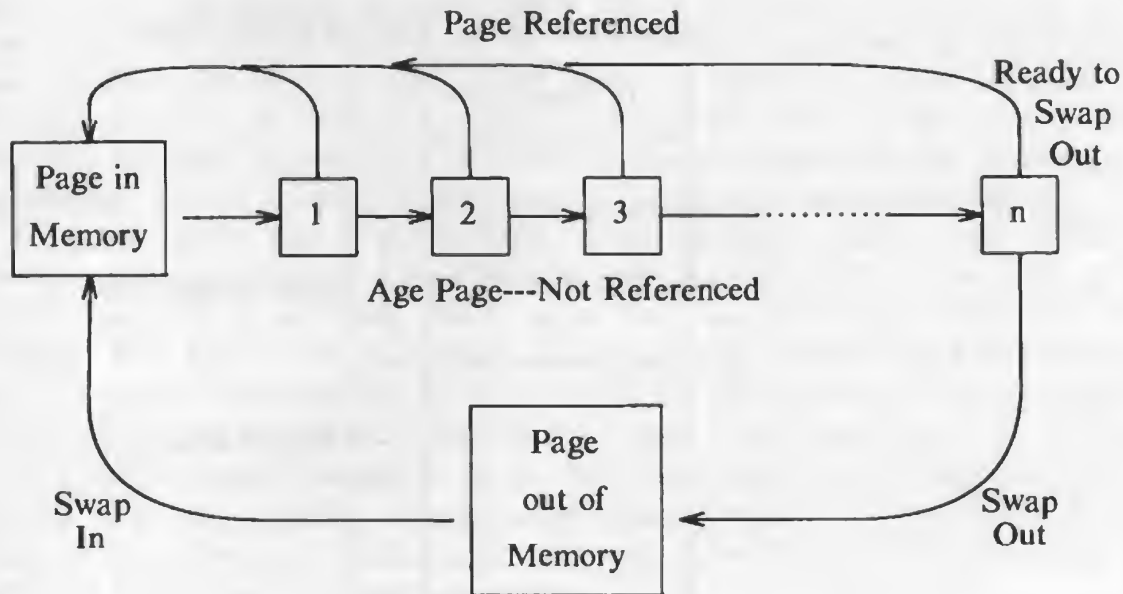 Page Referenced
Ready to
Swap
Out
Page in
Memory
1
2
3
n
Age Page---Not Referenced
Page
out of
Memory
Swap
In
Swap
Out